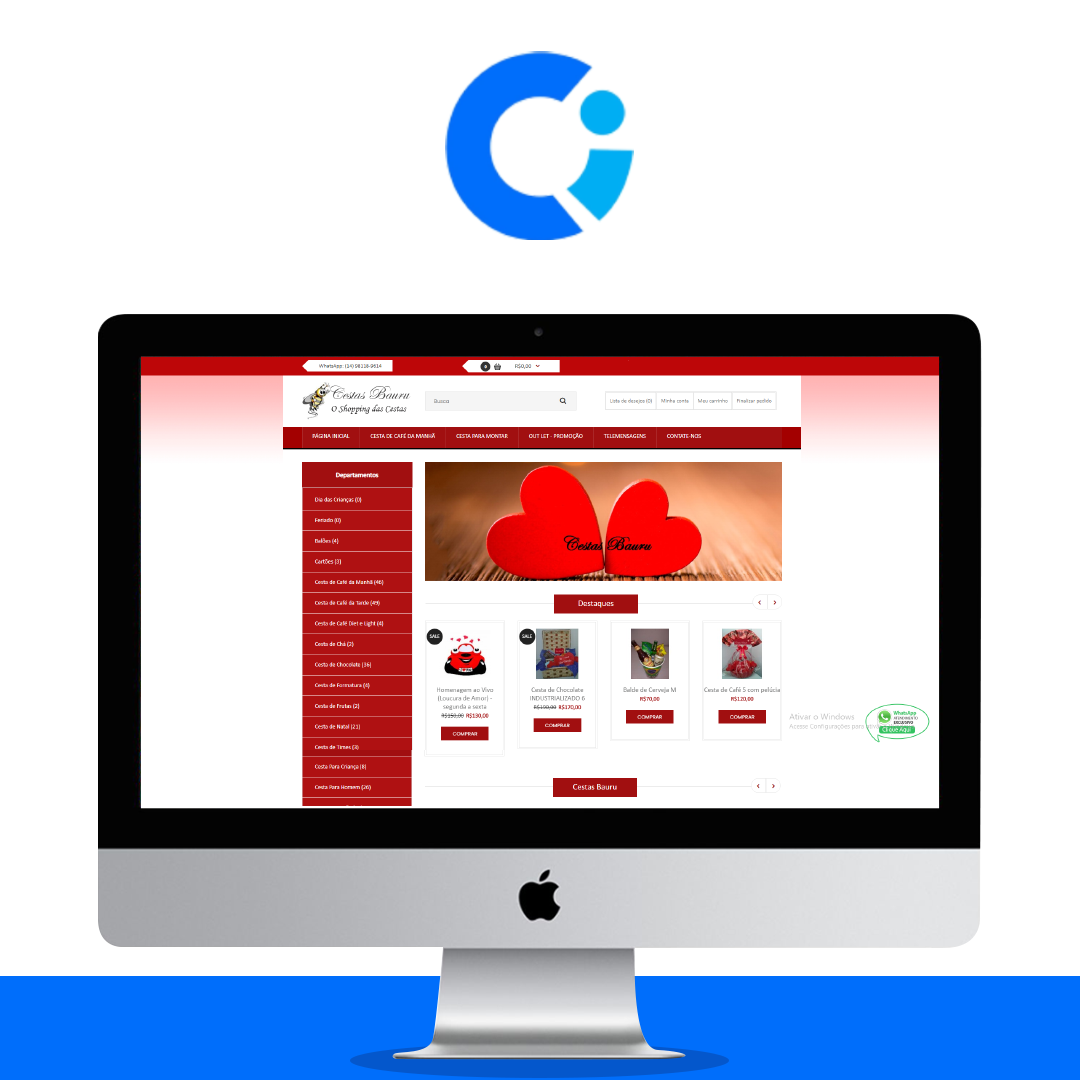 WhatsApp: (14) 98118-9614
0
R$0,00
Cestas Bauru
O Shopping das Cestas
Busca
Lista de desejos (0)
Minha conta
Meu carrinho
Finalizar pedido
PÁGINA INICIAL
CESTA DE CAFÉ DA MANHÃ
CESTA PARA MONTAR
OUT LET - PROMOÇÃO
TELEMENSAGENS
CONTATE-NOS
Departamentos
Dia das Crianças (0)
Feriado (0)
Balões (4)
Cartões (3)
Cesta de Café da Manhã (46)
Cesta de Café da Tarde (49)
Cesta de Café Diet e Light (4)
Cesta de Chá (2)
Cesta de Chocolate (36)
Cesta de Formatura (4)
Cesta de Frutas (2)
Cesta de Natal (21)
Cesta de Times (3)
Cesta Para Criança (8)
Cesta Para Homem (26)
Cestas Bauru
Destaques
SALE
Homenagem ao Vivo
(Loucura de Amor) -
segunda a sexta
R$150,00 R$130,00
COMPRAR
SALE
Cesta de Chocolate
INDUSTRIALIZADO 6
R$190,00 R$170,00
COMPRAR
Balde de Cerveja M
R$70,00
COMPRAR
Cesta de Café 5 com pelúcia
R$120,00
COMPRAR
Ativar o Windows
Acesse Configurações para
WhatsApp
ATENDIMENTO
EXCLUSIVO
Clique Aqui
Cestas Bauru